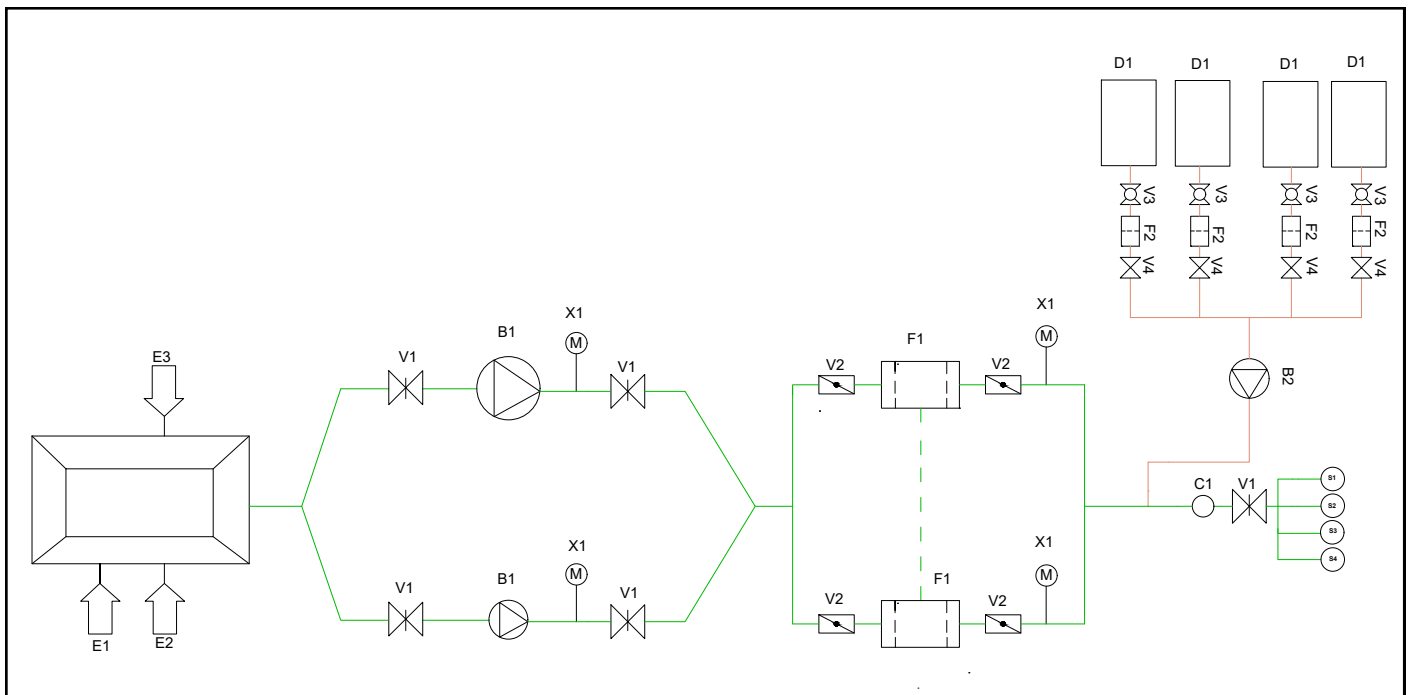 D1 D1 D1 D1
V3 V3 V3 V3
F2 F2 F2 F2
V4 V4 V4 V4
X1 X1
B1 F1
E3 V1 V1 V2 V2
M M
B2
C1 V1
S1
S2
S3
S4
X1 X1
V1 B1 V1 V2 F1 V2
M M
E1 E2